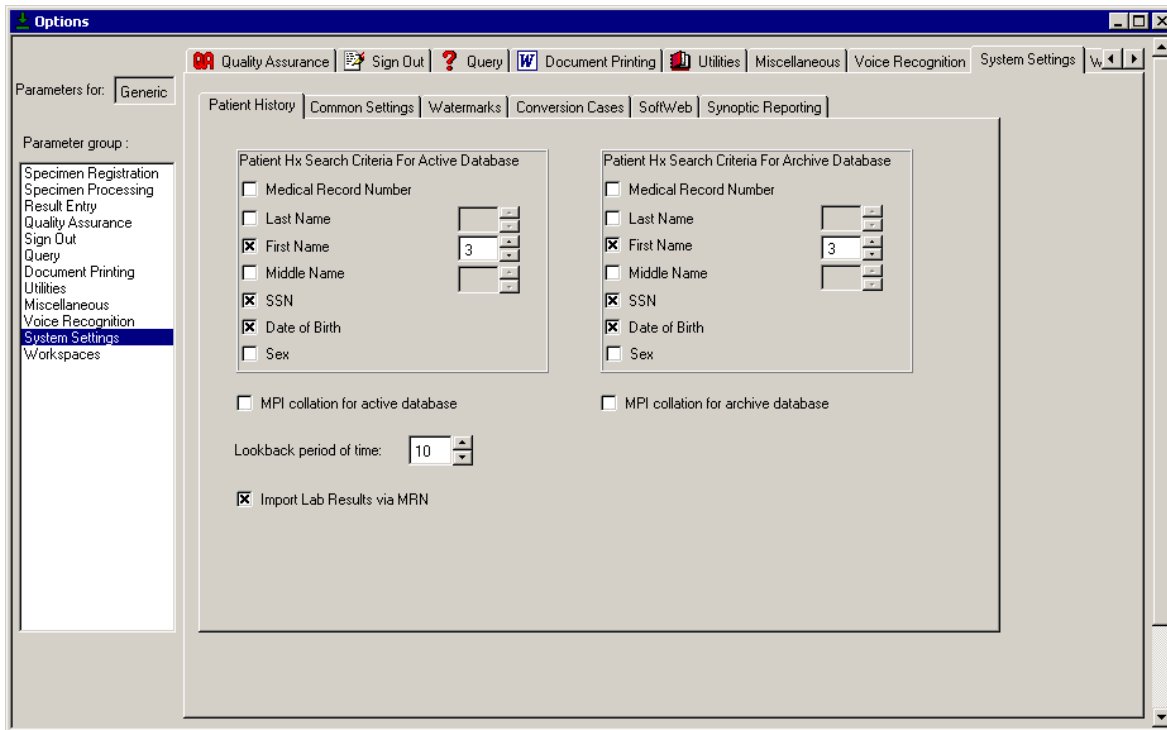 Options
Quality Assurance Sign Out Query Document Printing Utilities Miscellaneous Voice Recognition System Settings W
Parameters for: Generic
Patient History Common Settings Watermarks Conversion Cases SoftWeb Synoptic Reporting
Parameter group :
Specimen Registration
Specimen Processing
Result Entry
Quality Assurance
Sign Out
Query
Document Printing
Utilities
Miscellaneous
Voice Recognition
System Settings
Workspaces
Patient Hx Search Criteria For Active Database
Medical Record Number
Last Name
First Name 3
Middle Name
SSN
Date of Birth
Sex
MPI collation for active database
Lookback period of time: 10
Import Lab Results via MRN
Patient Hx Search Criteria For Archive Database
Medical Record Number
Last Name
First Name 3
Middle Name
SSN
Date of Birth
Sex
MPI collation for archive database